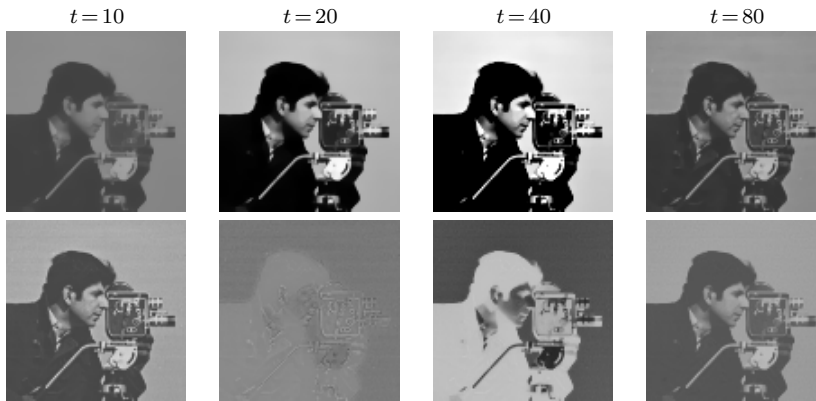 t = 10
t = 20
t = 40
t = 80